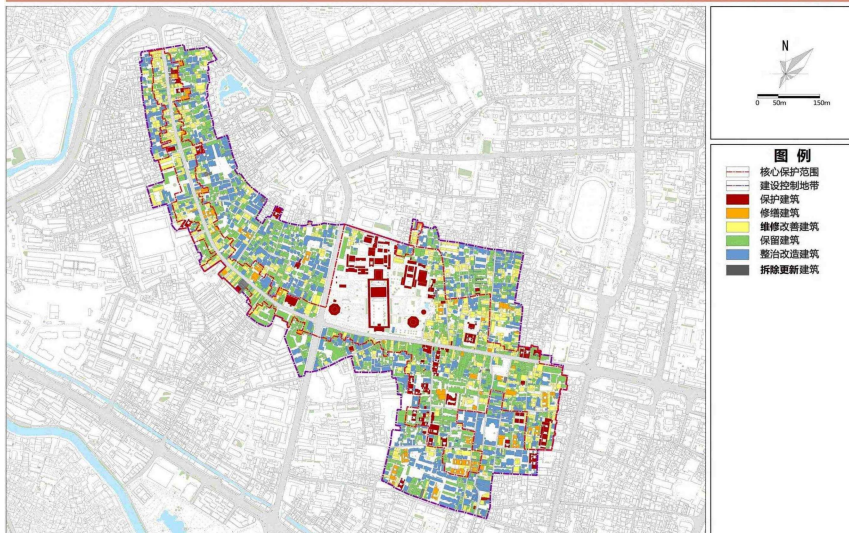 N
0 50m 150m
图 例
核心保护范围
建设控制地带
保护建筑
修缮建筑
维修改善建筑
保留建筑
整治改造建筑
拆除更新建筑